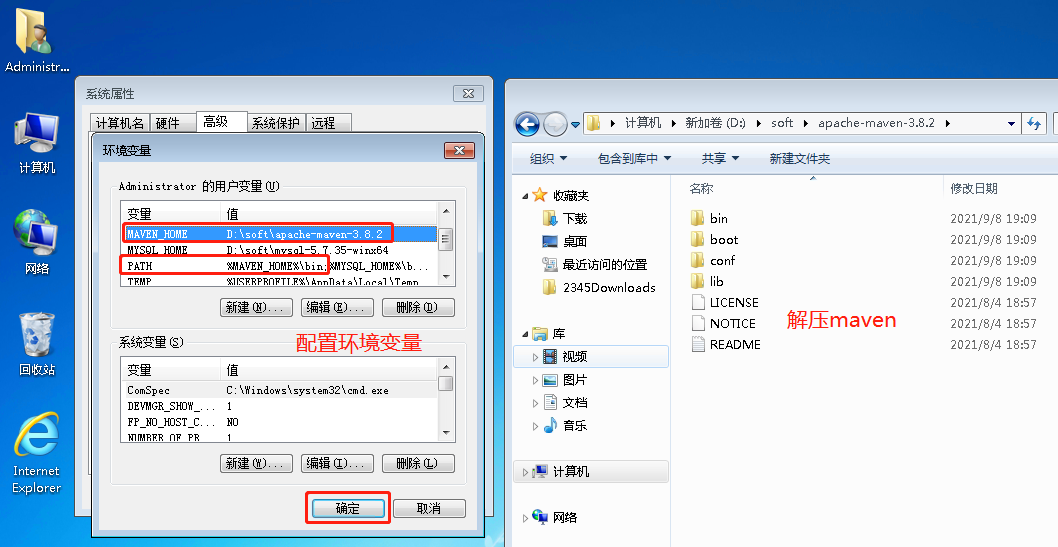 Administr...
计算机
网络
回收站
Internet
Explorer
系统属性
计算机名 硬件 高级 系统保护 远程
环境变量
Administrator 的用户变量(U)
变量 值
MAVEN_HOME D:\soft\apache-maven-3.8.2
MYSQL_HOME D:\soft\mysql-5.7.35-winx64
PATH %MAVEN_HOME%\bin;%MYSQL_HOME%\b...
TEMP %USERPROFILE%\AppData\Local\Temp
新建(N)... 编辑(E)... 删除(D)
配置环境变量
系统变量(S)
变量 值
ComSpec C:\Windows\system32\cmd.exe
DEVMGR_SHOW_... 1
FP_NO_HOST_C... NO
NUMBER_OF_PR... 1
新建(W)... 编辑(I)... 删除(L)
确定 取消
计算机 新加卷 (D:) soft apache-maven-3.8.2
组织 包含到库中 共享 新建文件夹
收藏夹
下载
桌面
最近访问的位置
2345Downloads
库
视频
图片
文档
音乐
计算机
网络
名称 修改日期
bin 2021/9/8 19:09
boot 2021/9/8 19:09
conf 2021/9/8 19:09
lib 2021/9/8 19:09
LICENSE 2021/8/4 18:57
NOTICE 2021/8/4 18:57
README 2021/8/4 18:57
解压maven